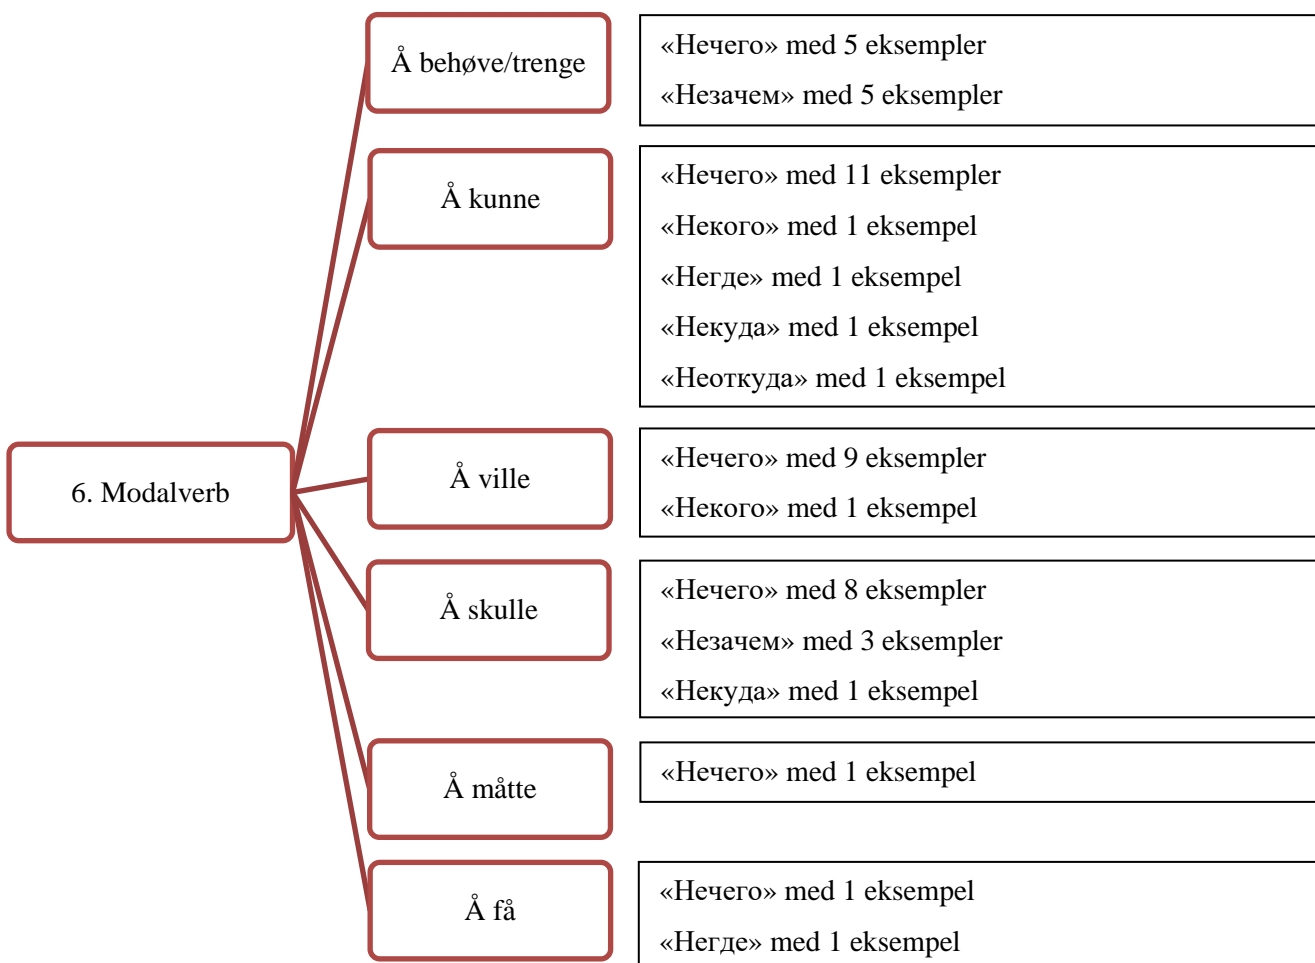 6. Modalverb
Å behøve/trenge
«Нечего» med 5 eksempler
«Незачем» med 5 eksempler
Å kunne
«Нечего» med 11 eksempler
«Некого» med 1 eksempel
«Негде» med 1 eksempel
«Некуда» med 1 eksempel
«Неоткуда» med 1 eksempel
Å ville
«Нечего» med 9 eksempler
«Некого» med 1 eksempel
Å skulle
«Нечего» med 8 eksempler
«Незачем» med 3 eksempler
«Некуда» med 1 eksempel
Å måtte
«Нечего» med 1 eksempel
Å få
«Нечего» med 1 eksempel
«Негде» med 1 eksempel